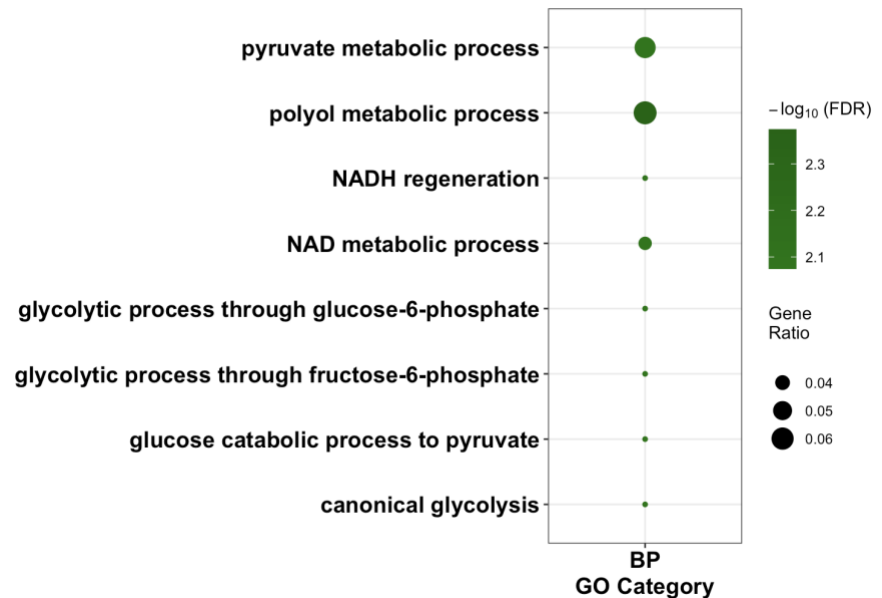 pyruvate metabolic process
polyol metabolic process
NADH regeneration
NAD metabolic process
glycolytic process through glucose-6-phosphate
glycolytic process through fructose-6-phosphate
glucose catabolic process to pyruvate
canonical glycolysis
BP
GO Category
−log₁₀ (FDR)
2.3
2.2
2.1
Gene
Ratio
0.04
0.05
0.06